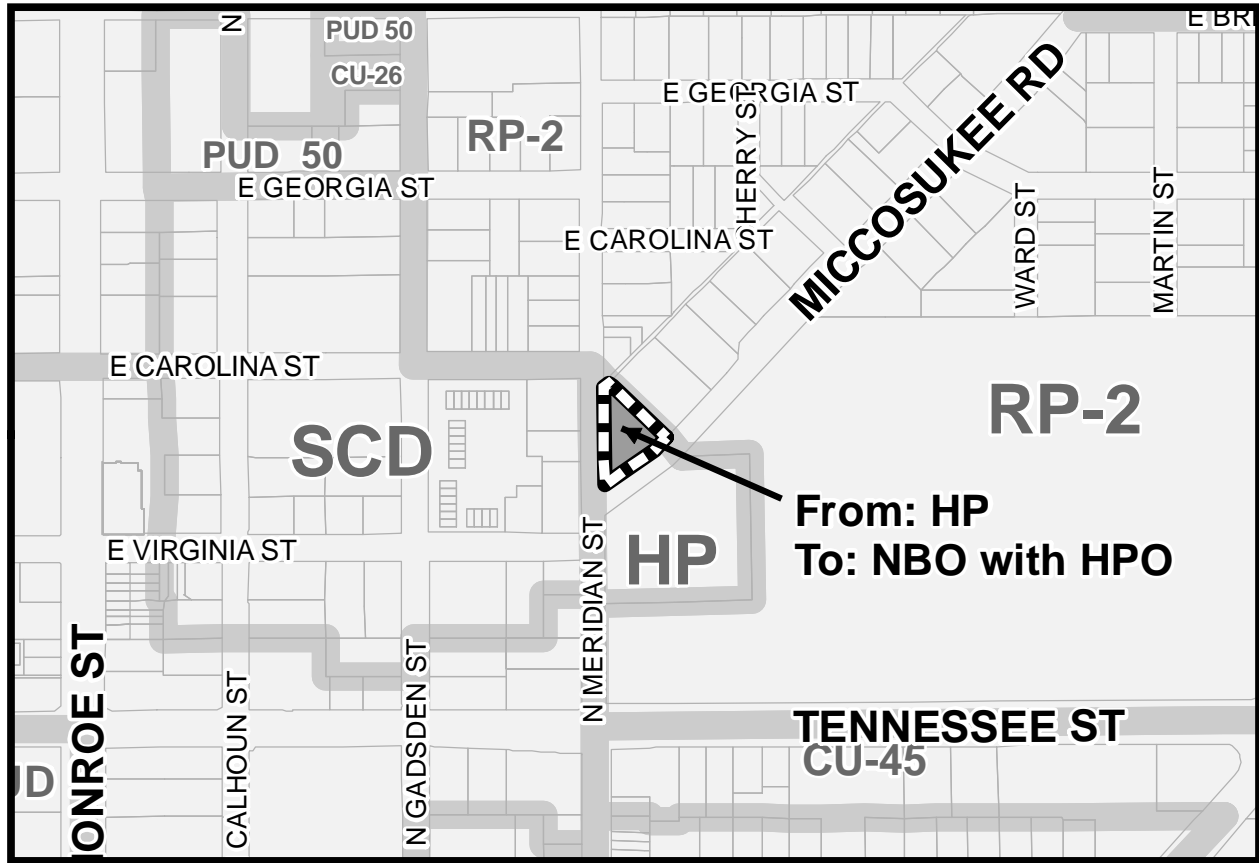 N
PUD 50
E BRE
CU-26
E GEORGIA ST
RP-2
PUD 50
HERRY ST
MICCOSUKEE RD
E GEORGIA ST
E CAROLINA ST
WARD ST
MARTIN ST
E CAROLINA ST
RP-2
SCD
From: HP
To: NBO with HPO
E VIRGINIA ST
HP
N MERIDIAN ST
MONROE ST
CALHOUN ST
N GADSDEN ST
TENNESSEE ST
CU-45
UD